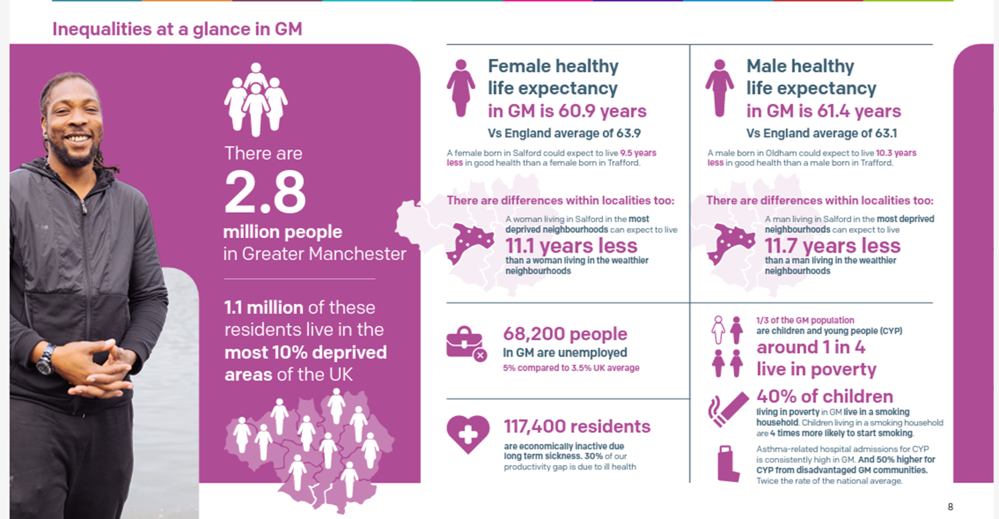 Inequalities at a glance in GM
There are
2.8
million people
in Greater Manchester
1.1 million of these
residents live in the
most 10% deprived
areas of the UK
Female healthy
life expectancy
in GM is 60.9 years
Vs England average of 63.9
A female born in Salford could expect to live 9.5 years
less in good health than a female born in Trafford.
There are differences within localities too:
A woman living in Salford in the most
deprived neighbourhoods can expect to live
11.1 years less
than a woman living in the wealthier
neighbourhoods
Male healthy
life expectancy
in GM is 61.4 years
Vs England average of 63.1
A male born in Oldham could expect to live 10.3 years
less in good health than a male born in Trafford.
There are differences within localities too:
A man living in Salford in the most deprived
neighbourhoods can expect to live
11.7 years less
than a man living in the wealthier
neighbourhoods
68,200 people
In GM are unemployed
5% compared to 3.5% UK average
117,400 residents
are economically inactive due
long term sickness. 30% of our
productivity gap is due to ill health
1/3 of the GM population
are children and young people (CYP)
around 1 in 4
live in poverty
40% of children
living in poverty in GM live in a smoking
household. Children living in a smoking household
are 4 times more likely to start smoking.
Asthma-related hospital admissions for CYP
is consistently high in GM. And 50% higher for
CYP from disadvantaged GM communities.
Twice the rate of the national average.
8